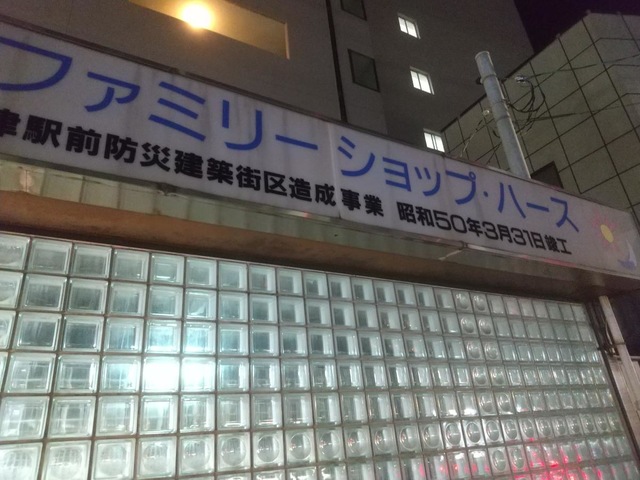 ファミリーショップ・パース
津駅前防災建築街区造成事業 昭和50年3月31日竣工